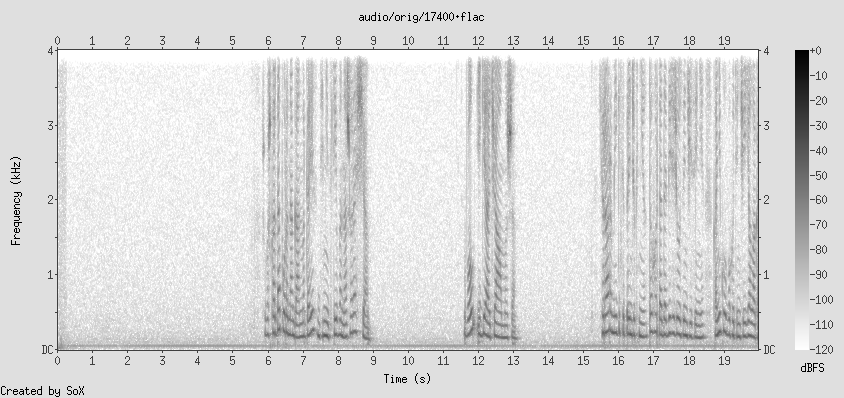 audio/orig/17400+flac
0 1 2 3 4 5 6 7 8 9 10 11 12 13 14 15 16 17 18 19
4 4 +0
-10
-20
3 3 -30
-40
Frequency (kHz)
-50
2 2 -60
-70
-80
1 1 -90
-100
-110
DC DC -120
0 1 2 3 4 5 6 7 8 9 10 11 12 13 14 15 16 17 18 19
dBFS
Time (s)
Created by SoX